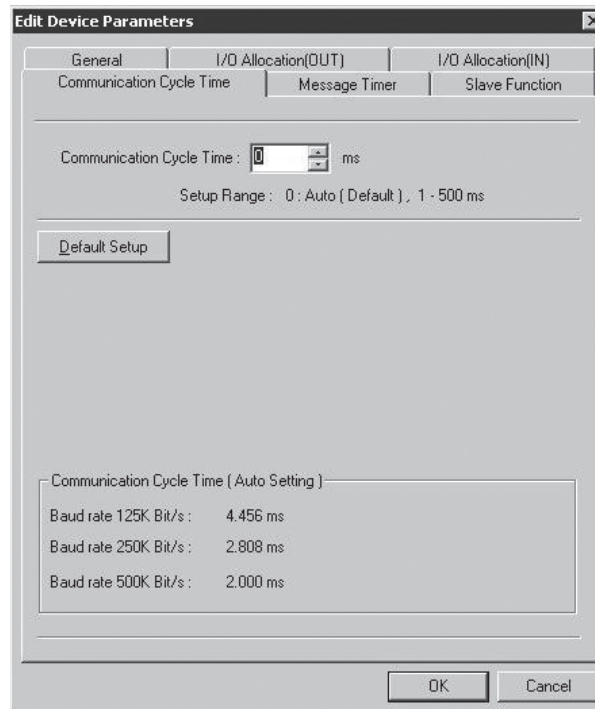 Edit Device Parameters
General I/O Allocation(OUT) I/O Allocation(IN)
Communication Cycle Time Message Timer Slave Function
Communication Cycle Time : 0 ms
Setup Range : 0 : Auto ( Default ) , 1 - 500 ms
Default Setup
Communication Cycle Time ( Auto Setting )
Baud rate 125K Bit/s : 4.456 ms
Baud rate 250K Bit/s : 2.808 ms
Baud rate 500K Bit/s : 2.000 ms
OK Cancel